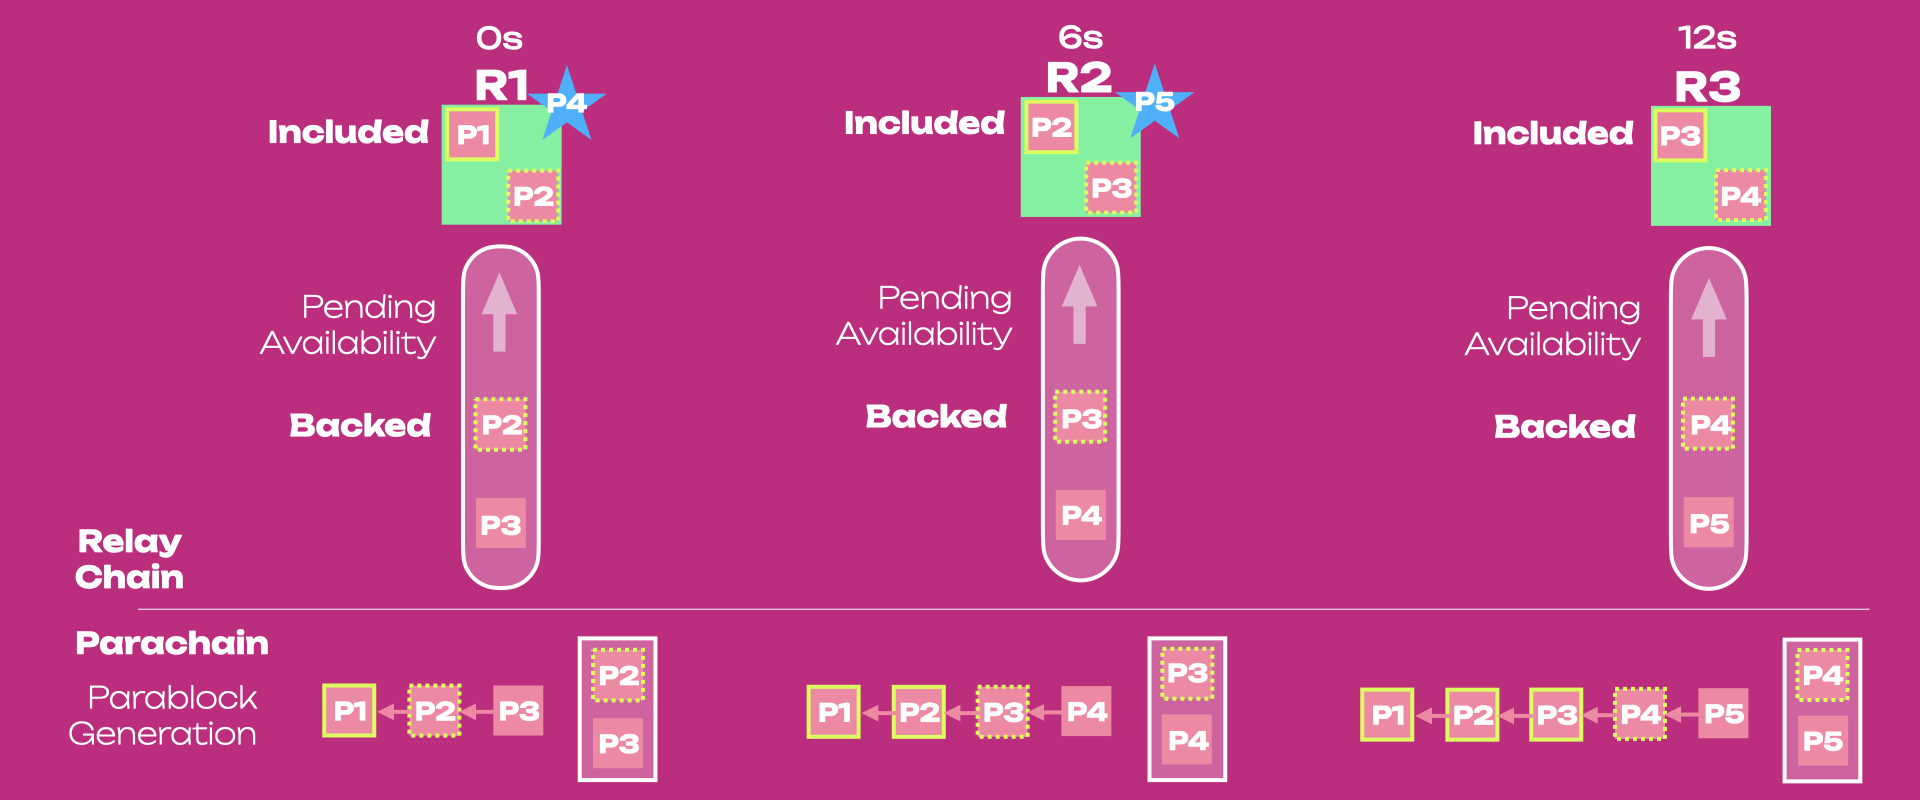 0s
R1
P4
Included
P1
P2
Pending
Availability
Backed
P2
P3
6s
R2
P5
Included
P2
P3
Pending
Availability
Backed
P3
P4
12s
R3
Included
P3
P4
Pending
Availability
Backed
P4
P5
Relay
Chain
Parachain
Parablock
Generation
P1 P2 P3
P2
P3
P1 P2 P3 P4
P3
P4
P1 P2 P3 P4 P5
P4
P5